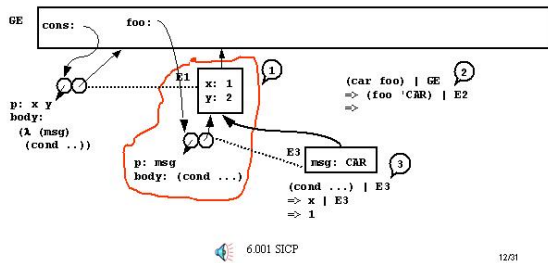 GE
cons:
foo:
E1
x: 1
y: 2
1
p: x y
body:
(λ (msg)
(cond ..))
p: msg
body: (cond ...)
(car foo) | GE
2
=> (foo 'CAR) | E2
=>
E3
msg: CAR
3
(cond ...) | E3
=> x | E3
=> 1
6.001 SICP
12/31